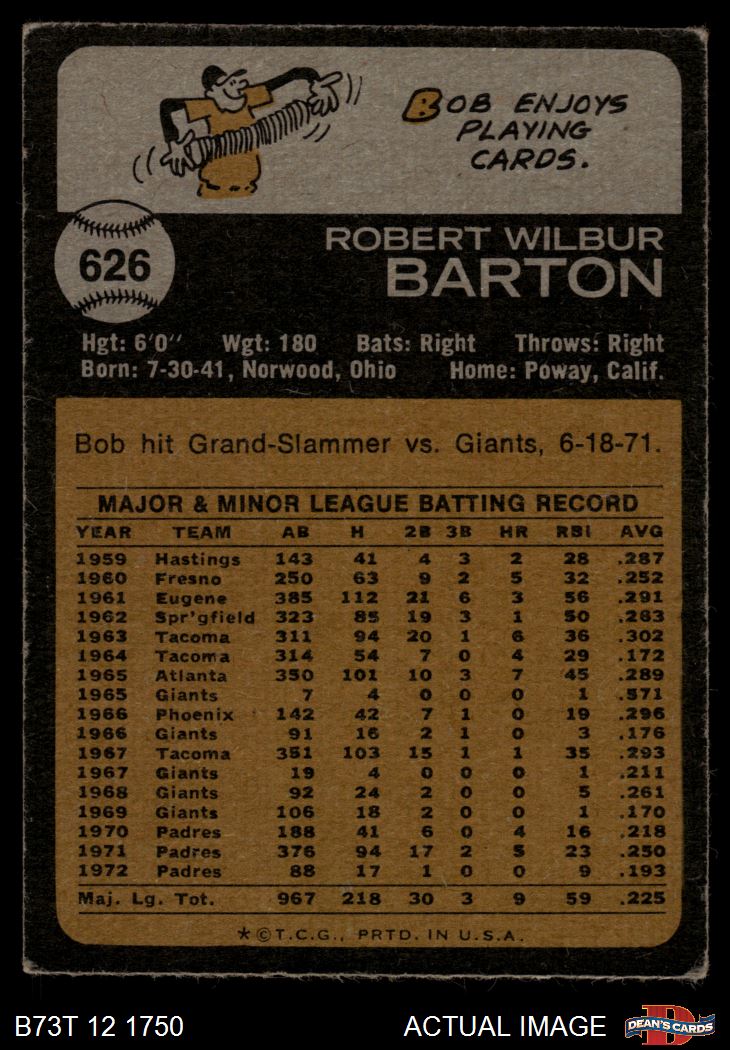 BOB ENJOYS
PLAYING
CARDS.
626
ROBERT WILBUR
BARTON
Hgt: 6'0'' Wgt: 180 Bats: Right Throws: Right
Born: 7-30-41, Norwood, Ohio Home: Poway, Calif.
Bob hit Grand-Slammer vs. Giants, 6-18-71.
MAJOR & MINOR LEAGUE BATTING RECORD
YEAR TEAM AB H 2B 3B HR RBI AVG
1959 Hastings 143 41 4 3 2 28 .287
1960 Fresno 250 63 9 2 5 32 .252
1961 Eugene 385 112 21 6 3 56 .291
1962 Spr'gfield 323 85 19 3 1 50 .263
1963 Tacoma 311 94 20 1 6 36 .302
1964 Tacoma 314 54 7 0 4 29 .172
1965 Atlanta 350 101 10 3 7 45 .289
1965 Giants 7 4 0 0 0 1 .571
1966 Phoenix 142 42 7 1 0 19 .296
1966 Giants 91 16 2 1 0 3 .176
1967 Tacoma 351 103 15 1 1 35 .293
1967 Giants 19 4 0 0 0 1 .211
1968 Giants 92 24 2 0 0 5 .261
1969 Giants 106 18 2 0 0 1 .170
1970 Padres 188 41 6 0 4 16 .218
1971 Padres 376 94 17 2 5 23 .250
1972 Padres 88 17 1 0 0 9 .193
Maj. Lg. Tot. 967 218 30 3 9 59 .225
*©T.C.G., PRTD. IN U.S.A.
B73T 12 1750 ACTUAL IMAGE D DEAN'S CARDS